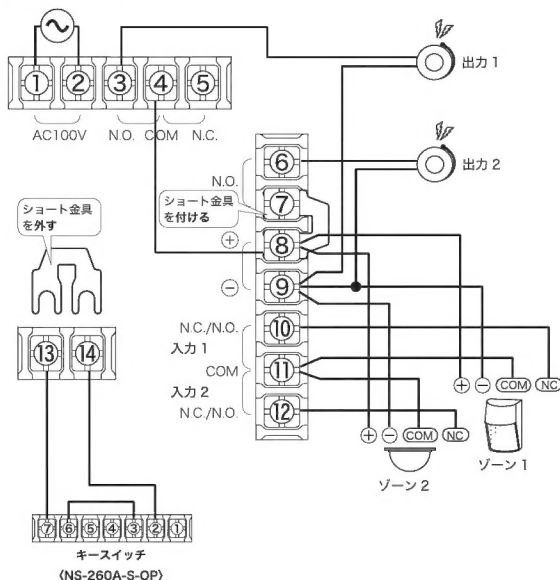 出力 1
① ② ③ ④ ⑤
AC100V N.O. COM N.C.
出力 2
⑥
N.O.
ショート金具
を外す
ショート金具
を付ける
⑦
⊕ ⑧
⊖ ⑨
⑬ ⑭
N.C./N.O. ⑩
入力 1
COM ⑪
入力 2
N.C./N.O. ⑫
⊕ ⊖ COM NC
ゾーン 1
⊕ ⊖ COM NC
ゾーン 2
⑦ ⑥ ⑤ ④ ③ ② ①
キースイッチ
〈NS-260A-S-OP〉